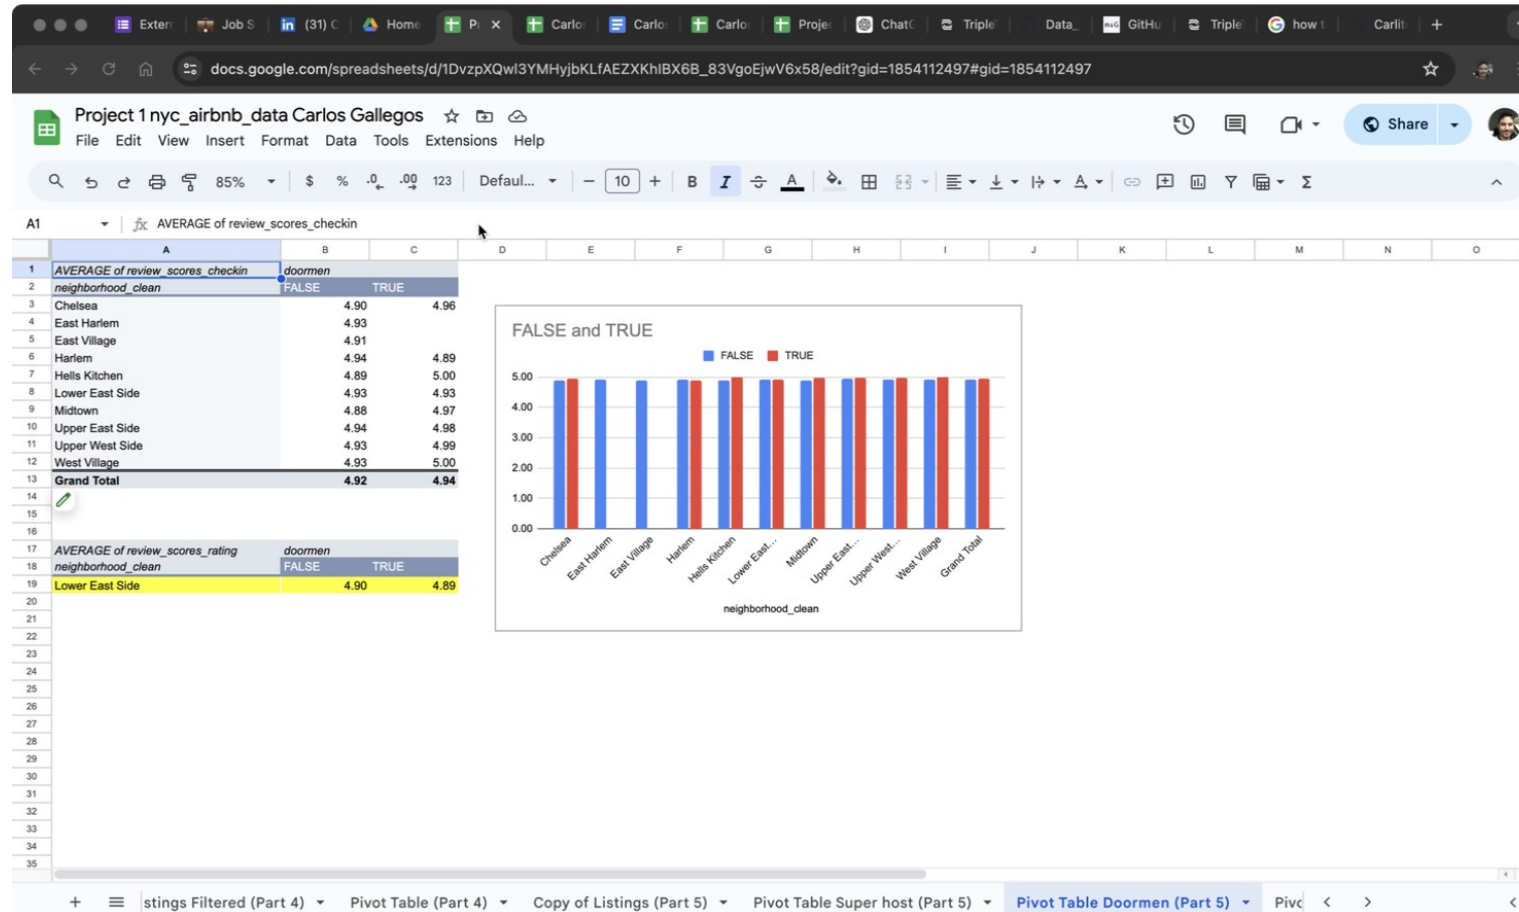 Exterr
Job S
(31) C
Home
P
Carlo
Carlo
Carlo
Projec
ChatC
Triple
Data_
GitHu
Triple
how t
Carlit
docs.google.com/spreadsheets/d/1DvzpXQwl3YMHyjbKLfAEZXKhIBX6B_83VgoEjwV6x58/edit?gid=1854112497#gid=1854112497
Project 1 nyc_airbnb_data Carlos Gallegos
File Edit View Insert Format Data Tools Extensions Help
Share
85% $ % .0 .00 123 Defaul... 10 B I A
A1 fx AVERAGE of review_scores_checkin
A B C D E F G H I J K L M N O
1 AVERAGE of review_scores_checkin doormen
2 neighborhood_clean FALSE TRUE
3 Chelsea 4.90 4.96
4 East Harlem 4.93
5 East Village 4.91
6 Harlem 4.94 4.89
7 Hells Kitchen 4.89 5.00
8 Lower East Side 4.93 4.93
9 Midtown 4.88 4.97
10 Upper East Side 4.94 4.98
11 Upper West Side 4.93 4.99
12 West Village 4.93 5.00
13 Grand Total 4.92 4.94
14
15
16
17 AVERAGE of review_scores_rating doormen
18 neighborhood_clean FALSE TRUE
19 Lower East Side 4.90 4.89
20
21
22
23
24
25
26
27
28
29
30
31
32
33
34
35
FALSE and TRUE
FALSE TRUE
5.00
4.00
3.00
2.00
1.00
0.00
Chelsea
East Harlem
East Village
Harlem
Hells Kitchen
Lower East...
Midtown
Upper East...
Upper West...
West Village
Grand Total
neighborhood_clean
stings Filtered (Part 4) Pivot Table (Part 4) Copy of Listings (Part 5) Pivot Table Super host (Part 5) Pivot Table Doormen (Part 5) Pivo